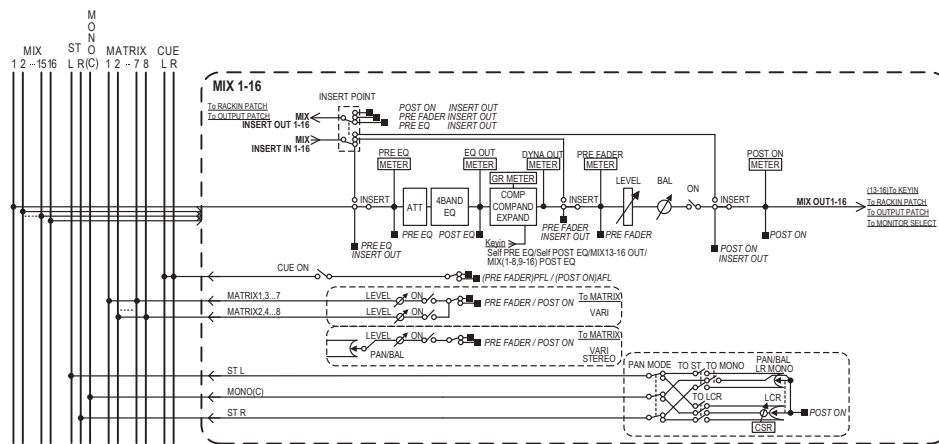 M
O
N
O
(C)
ST
L R
MIX
1 2 ··· 15 16
MATRIX
1 2 ··· 7 8
CUE
L R
MIX 1-16
INSERT POINT
To RACKIN PATCH
To OUTPUT PATCH
MIX
INSERT OUT 1-16
MIX
INSERT IN 1-16
POST ON INSERT OUT
PRE FADER INSERT OUT
PRE EQ INSERT OUT
PRE EQ
METER
EQ OUT
METER
DYNA OUT
METER
GR METER
PRE FADER
METER
POST ON
METER
INSERT
ATT
4BAND
EQ
COMP
COMPAND
EXPAND
INSERT
LEVEL
BAL
ON
INSERT
MIX OUT1-16
(13-16)To KEYIN
To RACKIN PATCH
To OUTPUT PATCH
To MONITOR SELECT
PRE EQ
INSERT OUT
PRE EQ
POST EQ
PRE FADER
INSERT OUT
PRE FADER
POST ON
INSERT OUT
POST ON
Keyin
Self PRE EQ/Self POST EQ/MIX13-16 OUT/
MIX(1-8,9-16) POST EQ
CUE ON
(PRE FADER)PFL / (POST ON)AFL
MATRIX1,3...7
LEVEL
ON
MATRIX2,4...8
LEVEL
ON
PRE FADER / POST ON
To MATRIX
VARI
LEVEL
ON
PAN/BAL
PRE FADER / POST ON
To MATRIX
VARI
STEREO
ST L
MONO(C)
ST R
PAN MODE
TO ST
TO MONO
PAN/BAL
LR MONO
TO LCR
LCR
CSR
POST ON